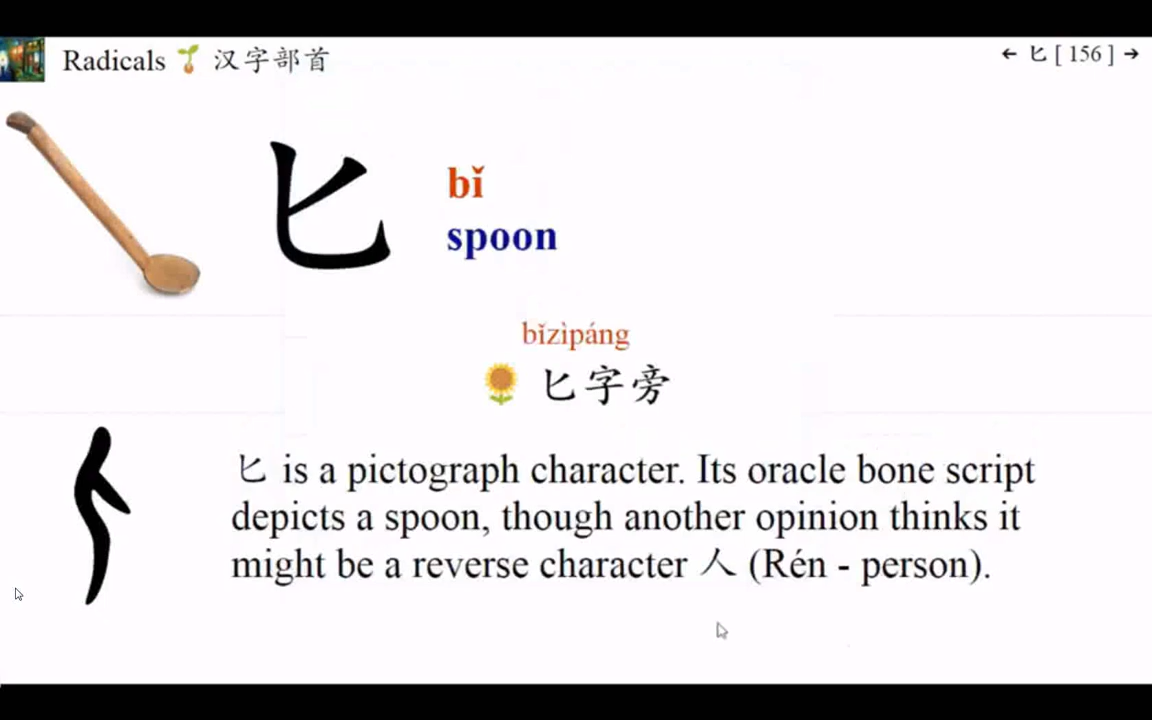 Radicals 汉字部首
← 匕 [ 156 ] →
匕
bǐ
spoon
bǐzìpáng
匕字旁
匕 is a pictograph character. Its oracle bone script
depicts a spoon, though another opinion thinks it
might be a reverse character 人 (Rén - person).